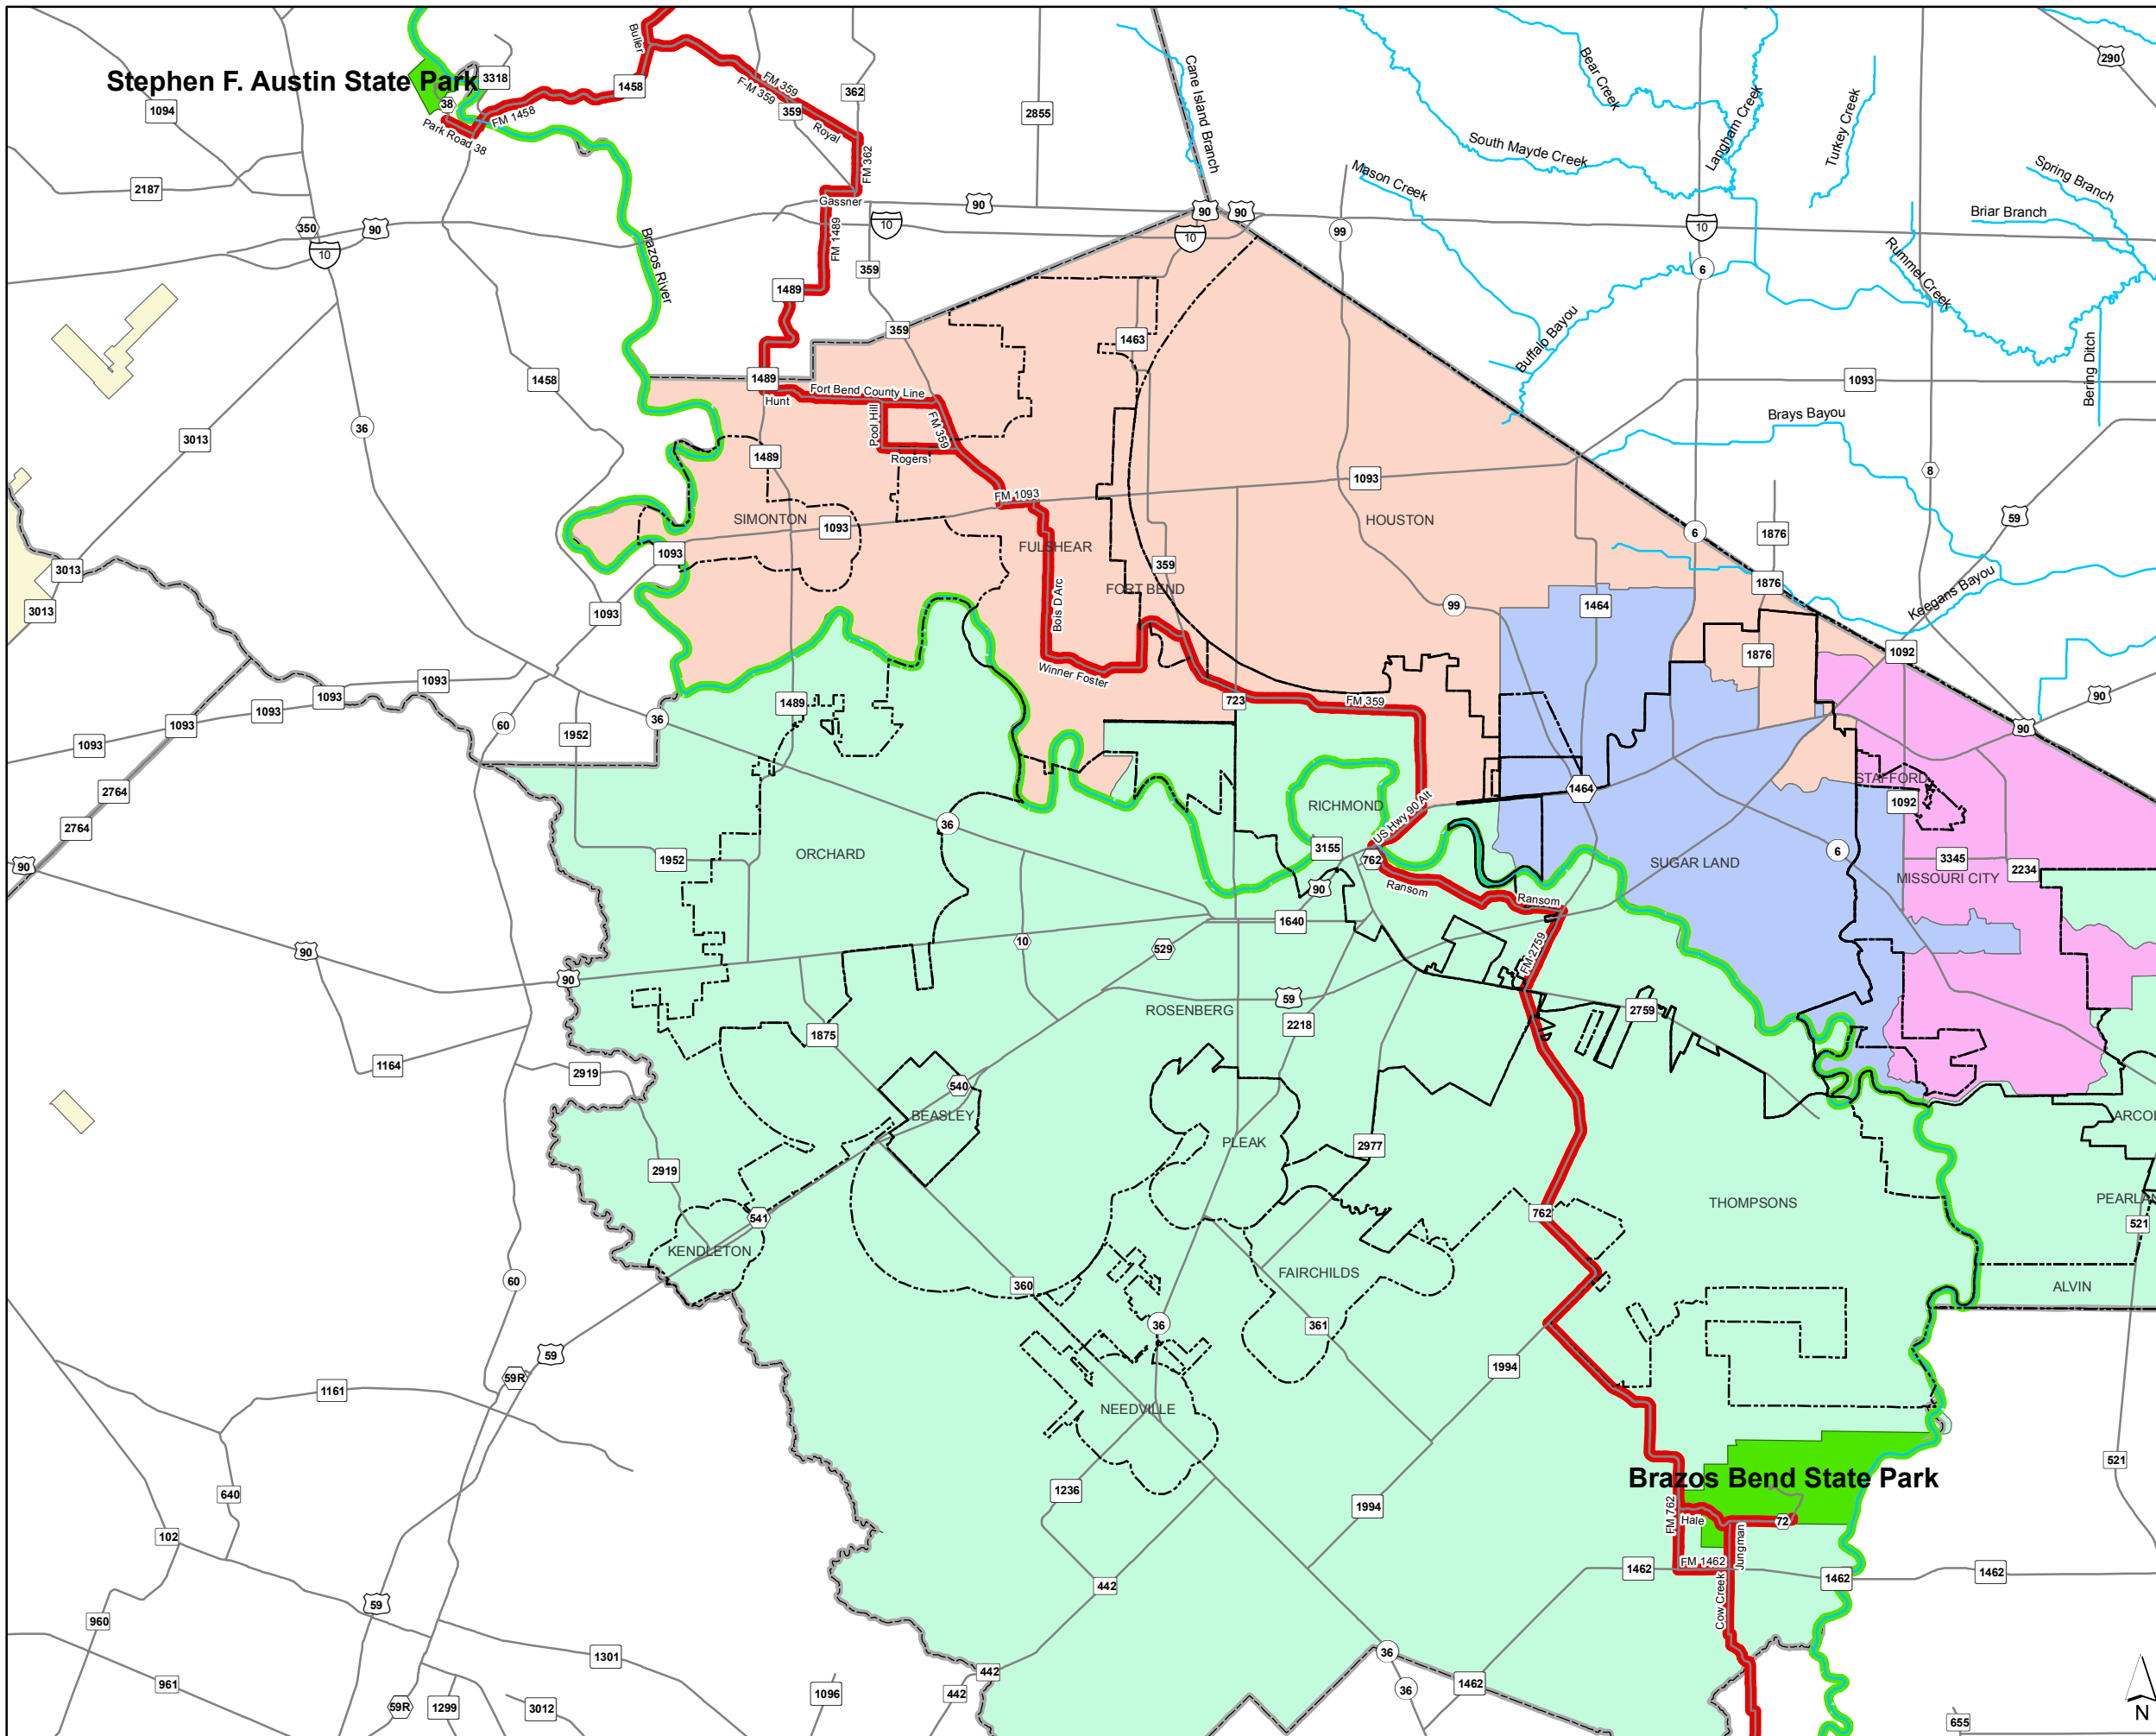 Stephen F. Austin State Park
3318
38
Park Road 38
FM 1458
1458
Buller
FM 359
F-M 359
359
Royal
362
FM 362
2855
Cane Island Branch
Bear Creek
Langham Creek
Turkey Creek
290
1094
2187
South Mayde Creek
Mason Creek
Spring Branch
Briar Branch
Rummel Creek
350
90
10
Gassner
90
10
FM 1489
359
90
90
10
99
10
6
Brazos River
1489
359
1463
Buffalo Bayou
Bering Ditch
1458
1489
Hunt
Fort Bend County Line
Pool Hill
FM 359
Rogers
1093
Brays Bayou
36
3013
1489
FM 1093
1093
8
59
SIMONTON
1093
1093
FULSHEAR
HOUSTON
6
1876
3013
3013
1093
359
FORT BEND
Bois D Arc
99
1464
1876
Keegans Bayou
1876
1092
Winner Foster
1093
1093
1093
1093
1093
60
36
1952
1489
723
FM 359
90
90
2764
2764
RICHMOND
US Hwy 90 Alt
1464
STAFFORD
1092
36
ORCHARD
1952
3155
762
90
Ransom
Ransom
SUGAR LAND
6
3345
2234
MISSOURI CITY
90
90
90
10
529
1640
FM 2759
59
2218
ROSENBERG
2759
1875
1164
2919
540
BEASLEY
PLEAK
2977
2919
541
KENDLETON
762
THOMPSONS
PEARLAN
521
60
360
FAIRCHILDS
ALVIN
36
361
59
59R
1161
1994
NEEDVILLE
Brazos Bend State Park
640
102
1236
1994
521
FM 762
Hale
72
Jungman
FM 1462
1462
1462
1462
Cow Creek
442
59
960
1301
961
59R
1299
3012
1096
442
442
36
36
1462
655
N